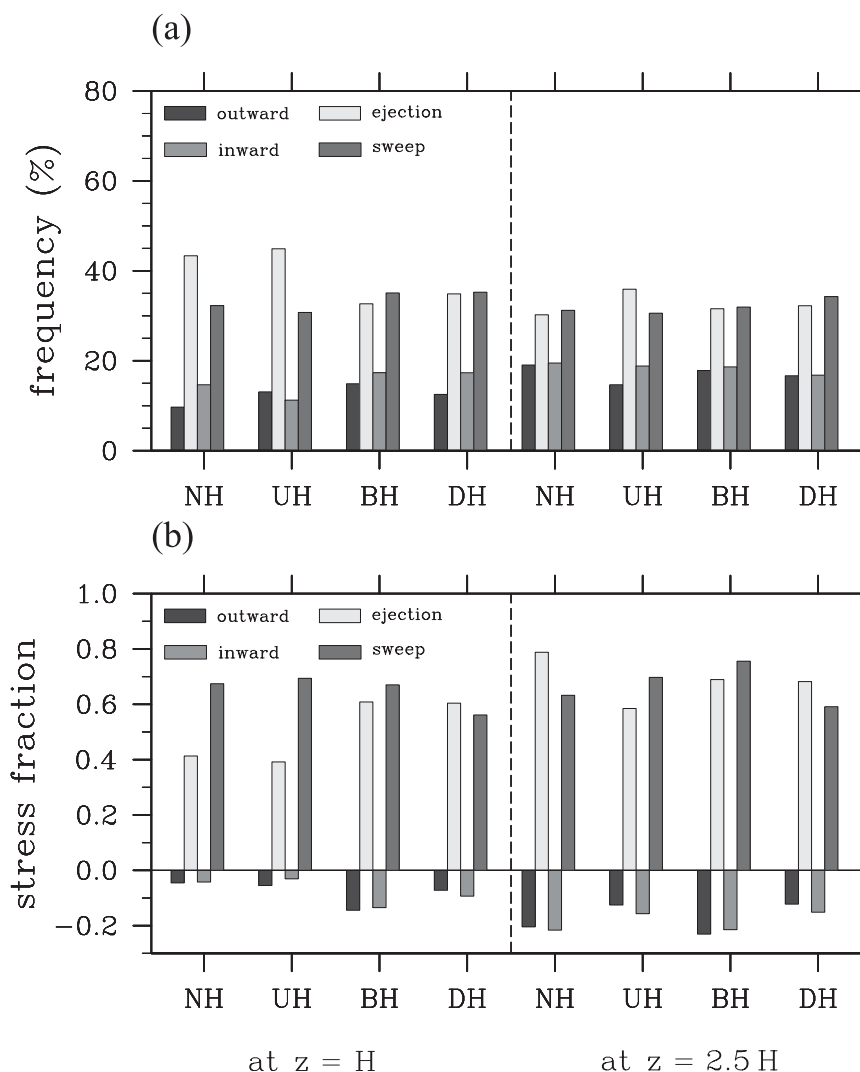 (a)
80
60
40
20
0
frequency (%)
outward ejection
inward sweep
NH UH BH DH NH UH BH DH
(b)
1.0
0.8
0.6
0.4
0.2
0.0
−0.2
stress fraction
outward ejection
inward sweep
NH UH BH DH NH UH BH DH
at z = H at z = 2.5 H